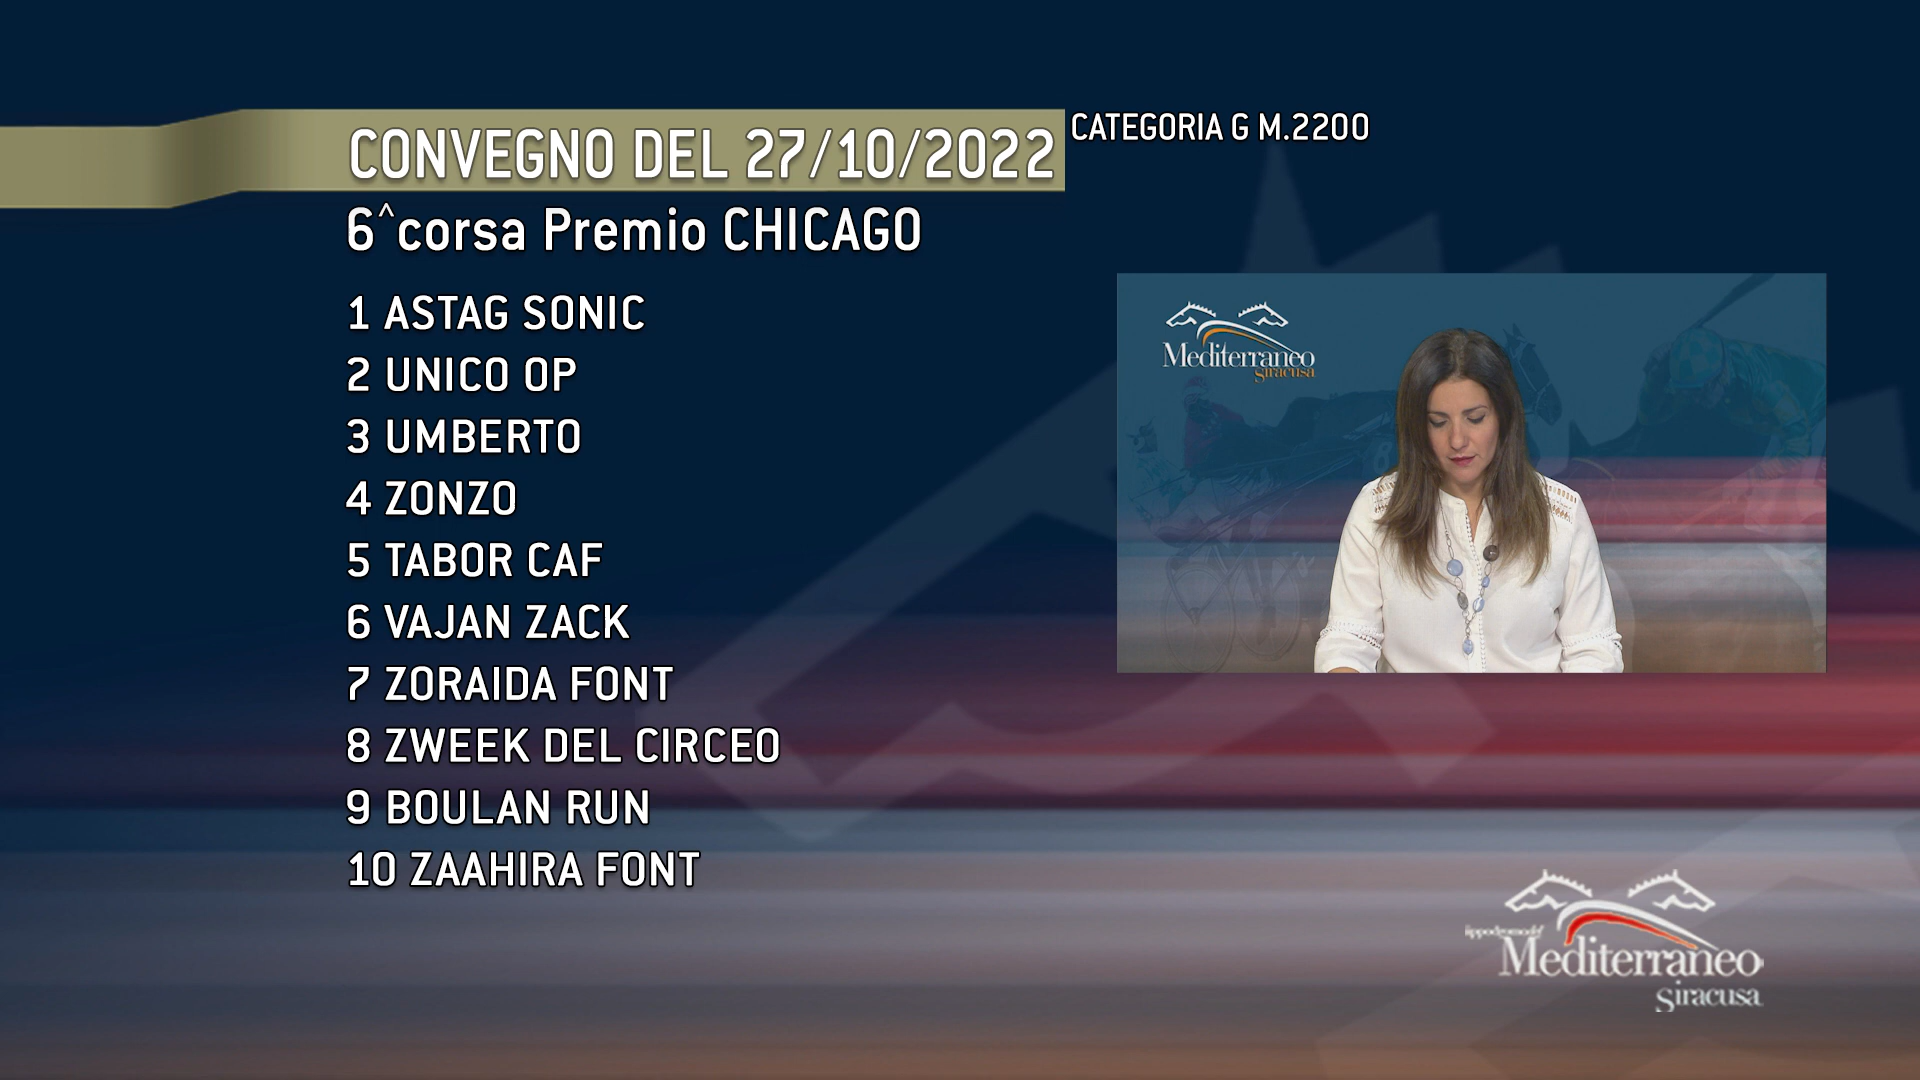 CONVEGNO DEL 27/10/2022
CATEGORIA G M.2200
6^corsa Premio CHICAGO
1 ASTAG SONIC
2 UNICO OP
3 UMBERTO
4 ZONZO
5 TABOR CAF
6 VAJAN ZACK
7 ZORAIDA FONT
8 ZWEEK DEL CIRCEO
9 BOULAN RUN
10 ZAAHIRA FONT
Mediterraneo
Siracusa
ippodromodel
Mediterraneo
Siracusa